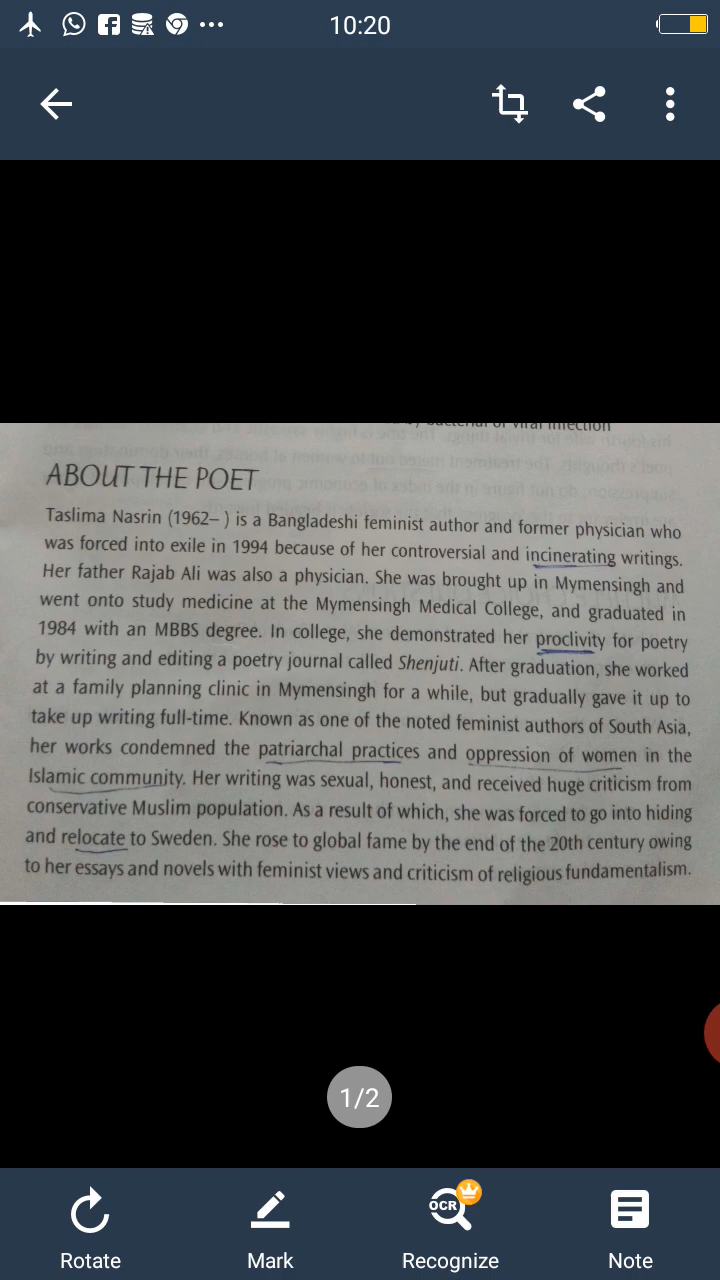 10:20
by bacterial or viral infection
ABOUT THE POET
Taslima Nasrin (1962– ) is a Bangladeshi feminist author and former physician who
was forced into exile in 1994 because of her controversial and incinerating writings.
Her father Rajab Ali was also a physician. She was brought up in Mymensingh and
went onto study medicine at the Mymensingh Medical College, and graduated in
1984 with an MBBS degree. In college, she demonstrated her proclivity for poetry
by writing and editing a poetry journal called Shenjuti. After graduation, she worked
at a family planning clinic in Mymensingh for a while, but gradually gave it up to
take up writing full-time. Known as one of the noted feminist authors of South Asia,
her works condemned the patriarchal practices and oppression of women in the
Islamic community. Her writing was sexual, honest, and received huge criticism from
conservative Muslim population. As a result of which, she was forced to go into hiding
and relocate to Sweden. She rose to global fame by the end of the 20th century owing
to her essays and novels with feminist views and criticism of religious fundamentalism.
1/2
OCR
Rotate Mark Recognize Note